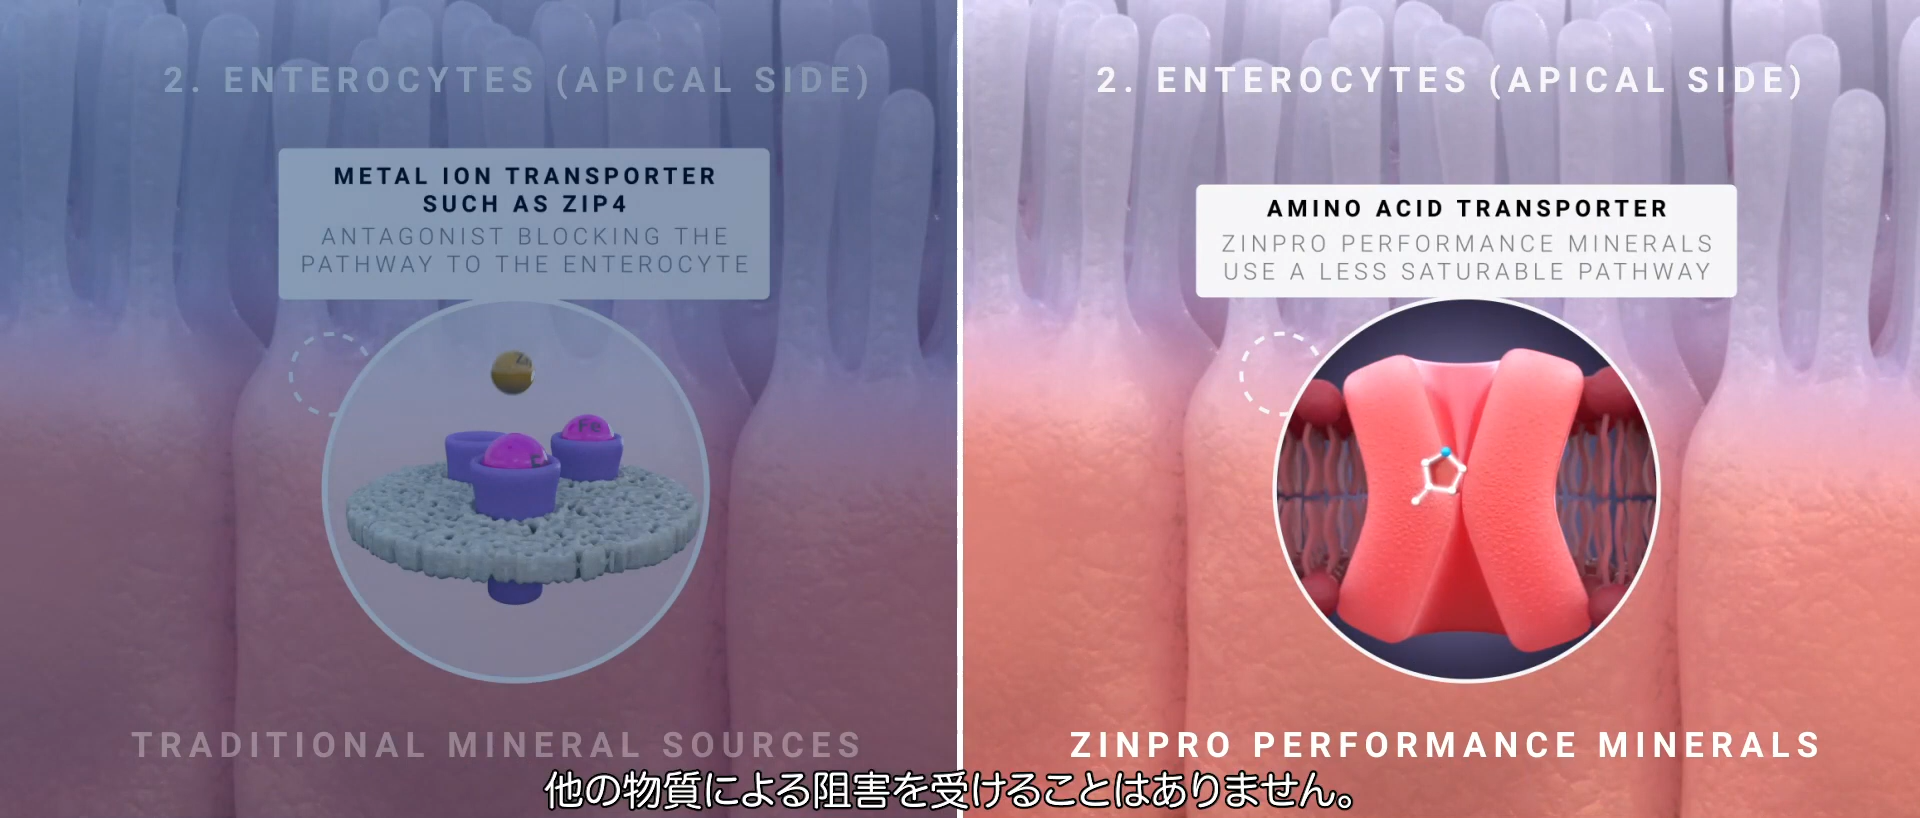 2. ENTEROCYTES (APICAL SIDE)
METAL ION TRANSPORTER
SUCH AS ZIP4
ANTAGONIST BLOCKING THE
PATHWAY TO THE ENTEROCYTE
Zn
Fe
TRADITIONAL MINERAL SOURCES
2. ENTEROCYTES (APICAL SIDE)
AMINO ACID TRANSPORTER
ZINPRO PERFORMANCE MINERALS
USE A LESS SATURABLE PATHWAY
ZINPRO PERFORMANCE MINERALS
他の物質による阻害を受けることはありません。